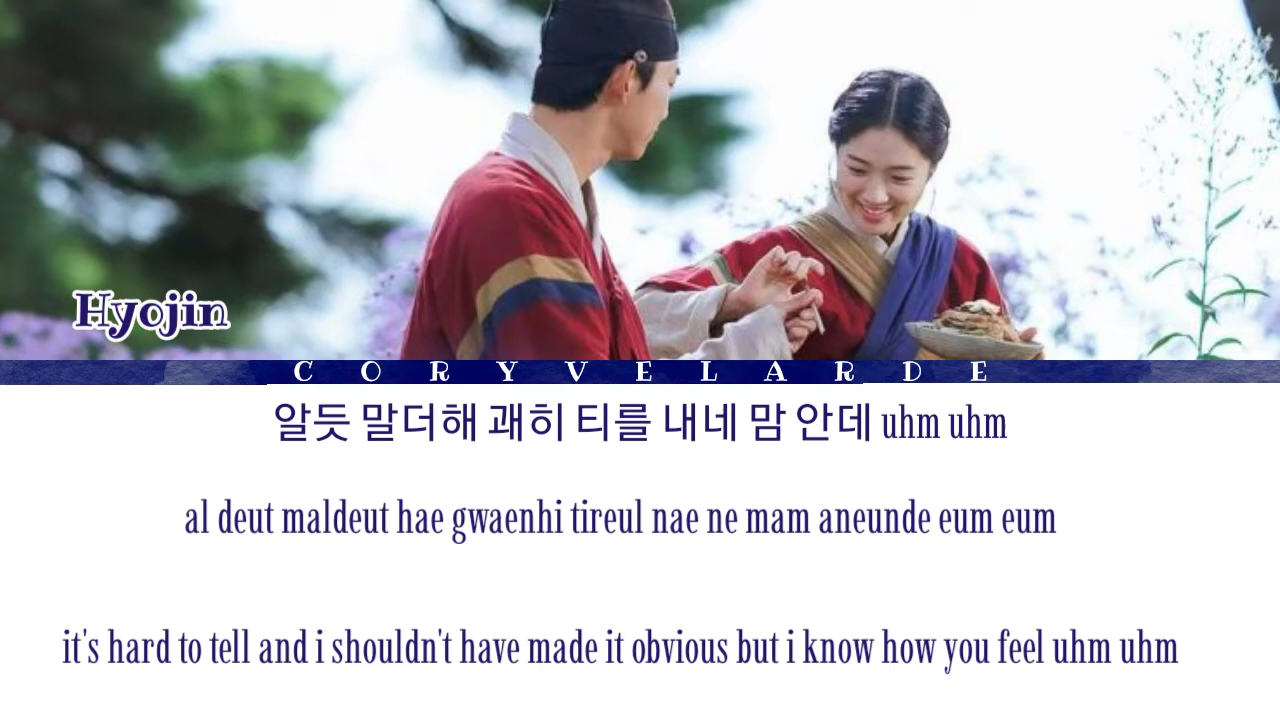 Hyojin
CORYVELARDE
알듯 말더해 괘히 티를 내네 맘 안데 uhm uhm
al deut maldeut hae gwaenhi tireul nae ne mam aneunde eum eum
it's hard to tell and i shouldn't have made it obvious but i know how you feel uhm uhm